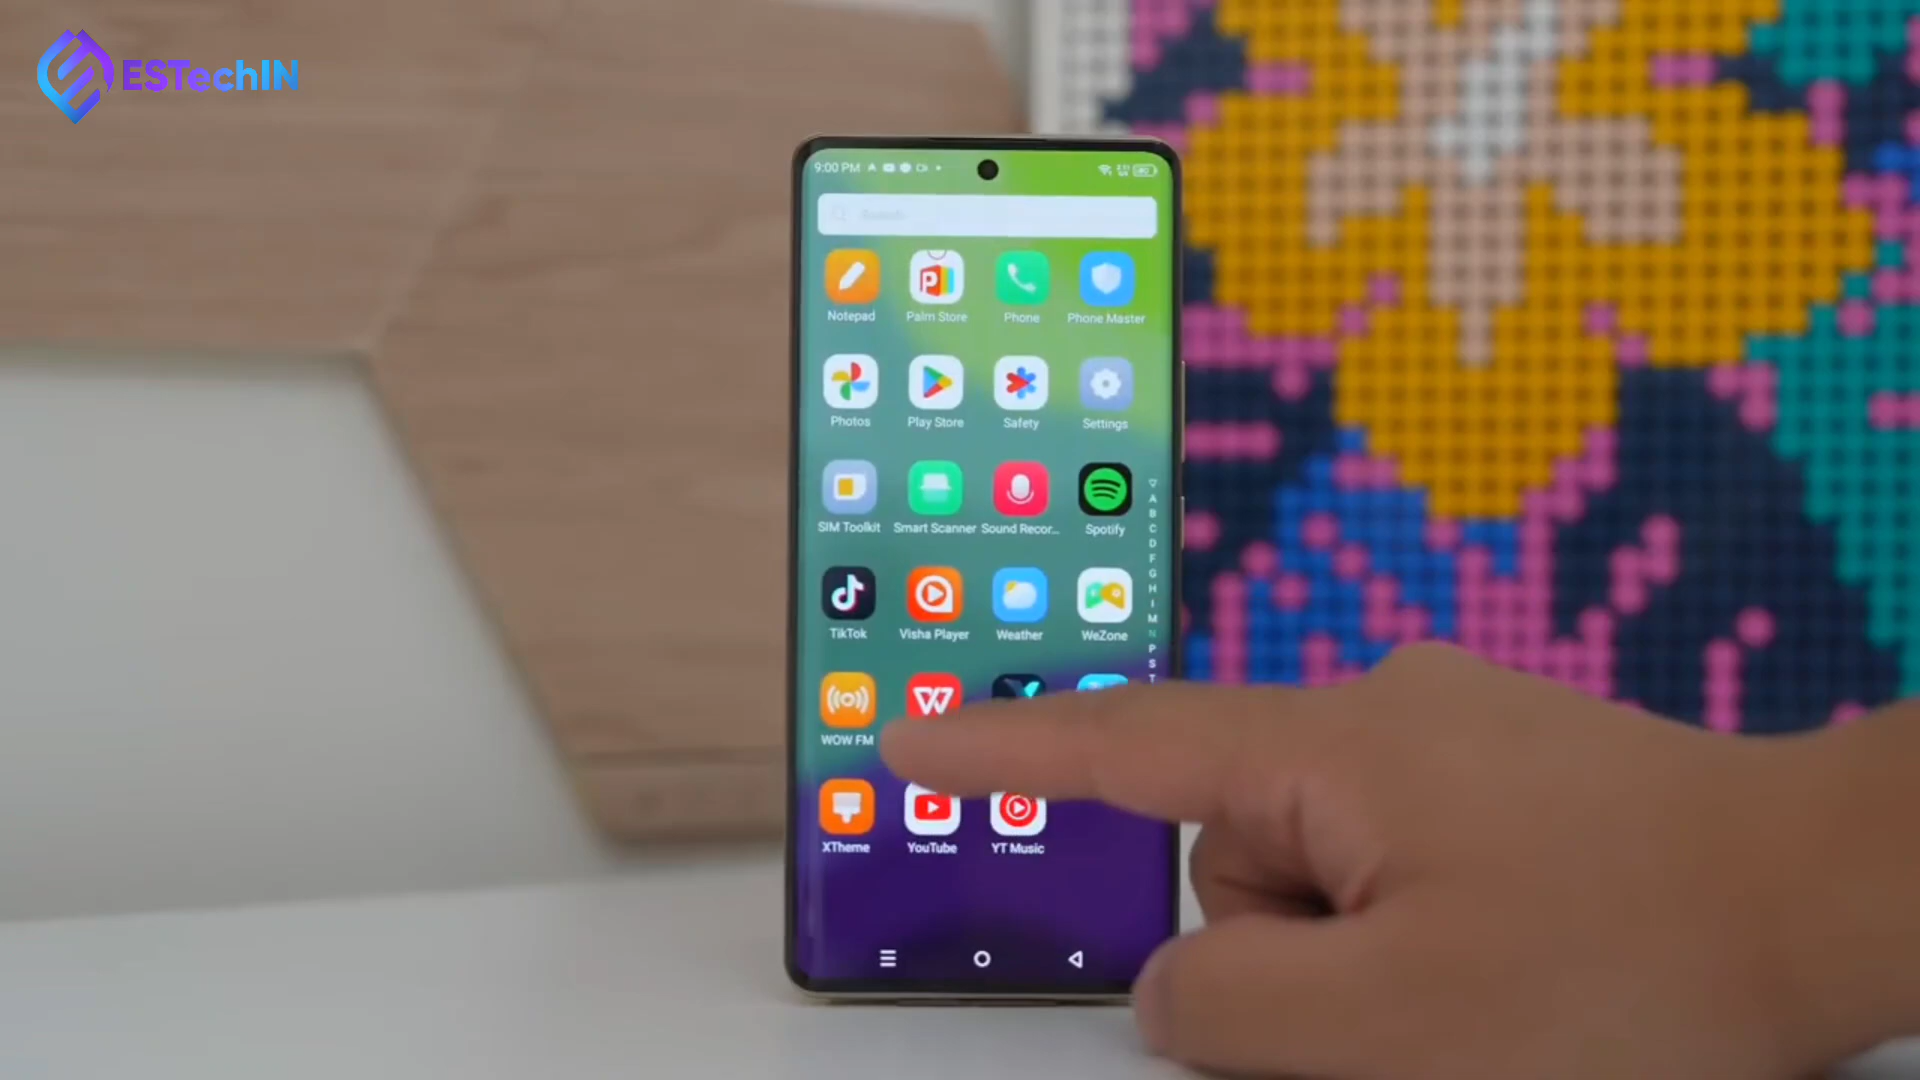 ESTechIN
9:00 PM
Search
Notepad Palm Store Phone Phone Master
Photos Play Store Safety Settings
SIM Toolkit Smart Scanner Sound Recor... Spotify
TikTok Visha Player Weather WeZone
WOW FM
XTheme YouTube YT Music
A
B
C
D
F
G
H
I
M
N
P
S
T